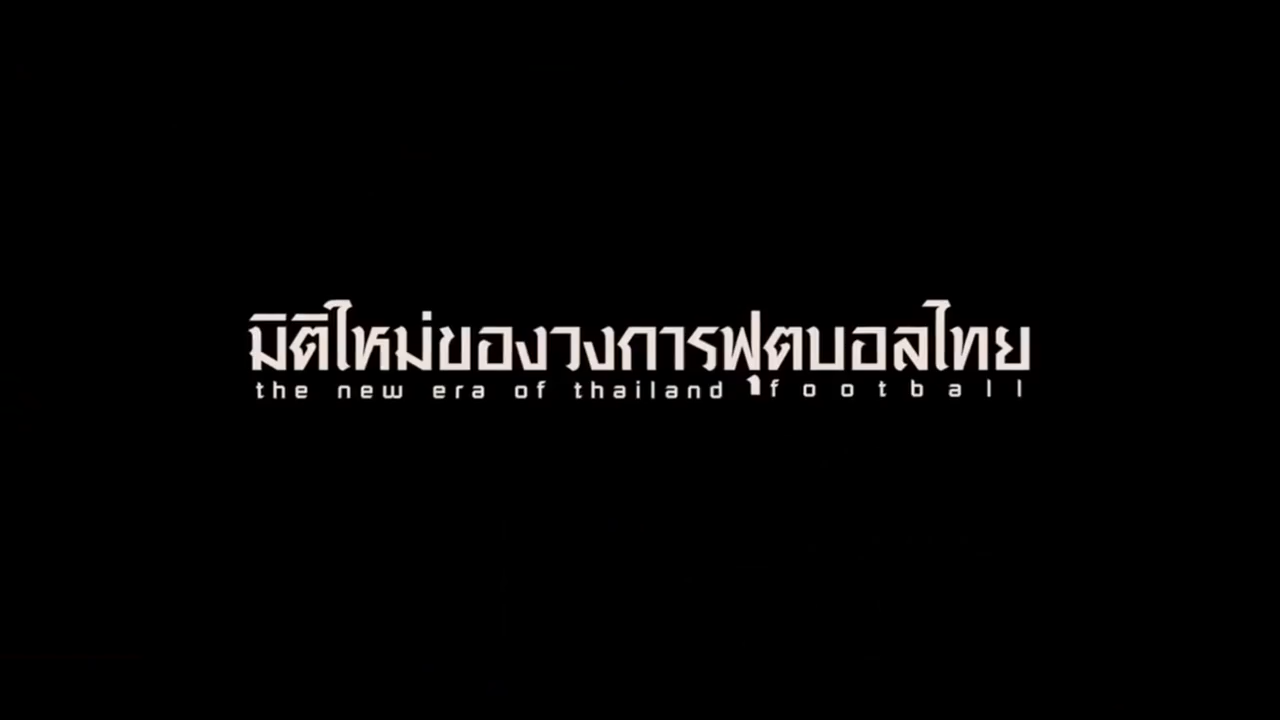 มิติใหม่ของวงการฟุตบอลไทย
the new era of thailand football